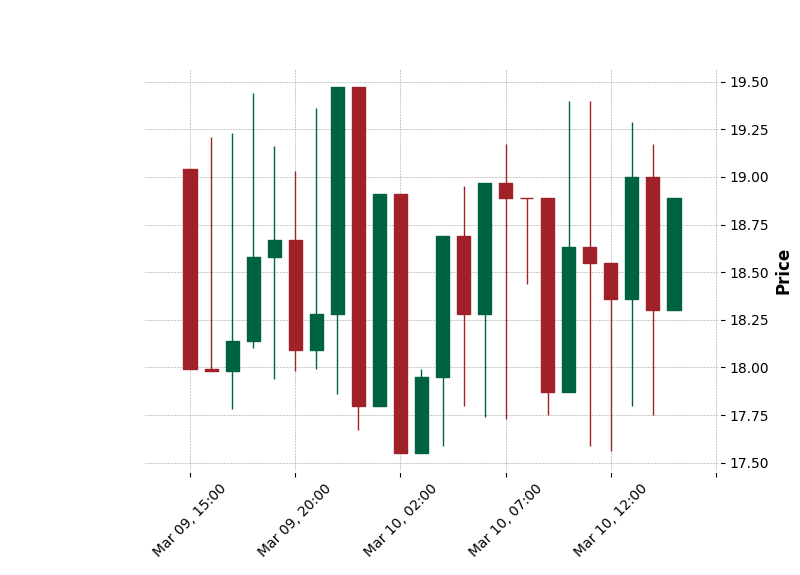 19.50
19.25
19.00
18.75
18.50
18.25
18.00
17.75
17.50
Price
Mar 09, 15:00
Mar 09, 20:00
Mar 10, 02:00
Mar 10, 07:00
Mar 10, 12:00